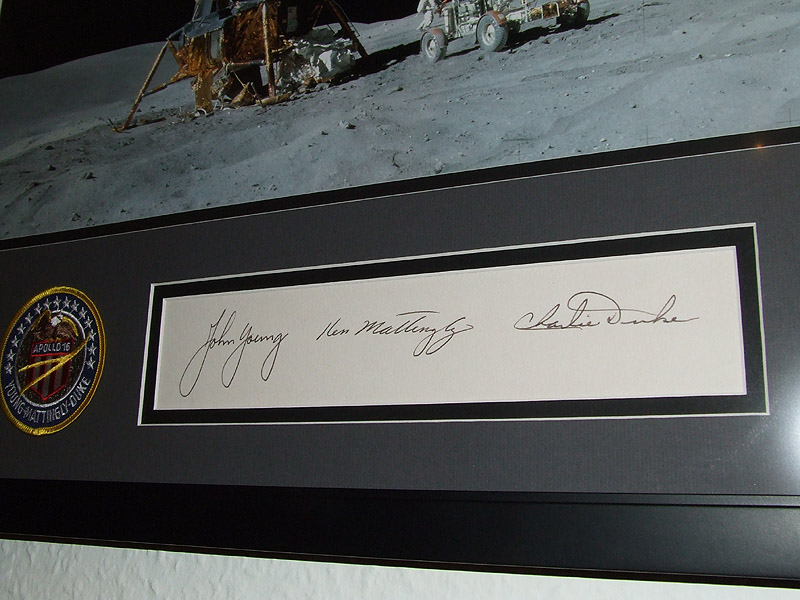 APOLLO 16
YOUNG-MATTINGLY-DUKE
John Young Ken Mattingly Charlie Duke